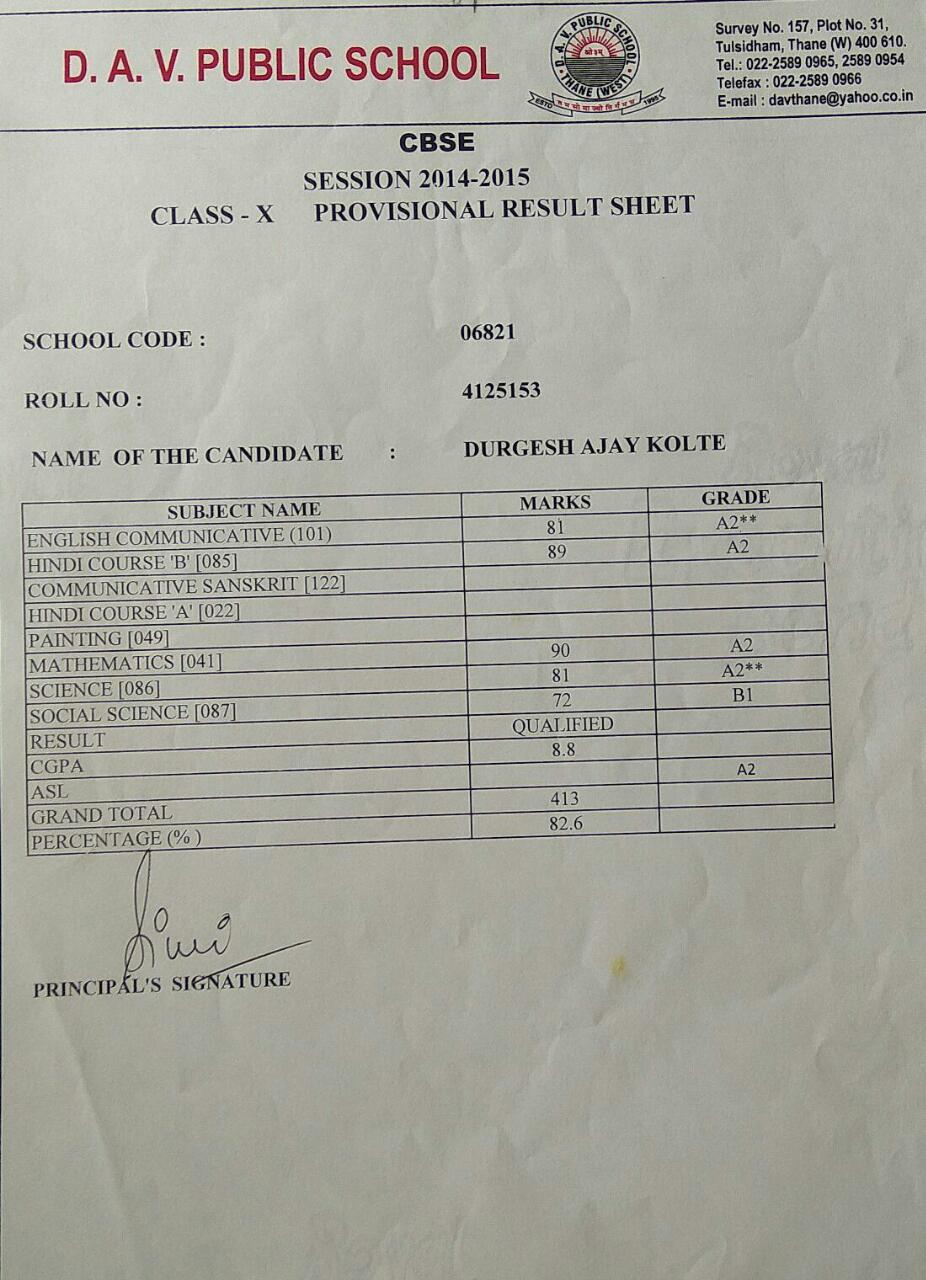 D. A. V. PUBLIC SCHOOL
D. A. V. PUBLIC SCHOOL
ओ३म्
THANE (WEST)
ESTD 1996
Survey No. 157, Plot No. 31,
Tulsidham, Thane (W) 400 610.
Tel.: 022-2589 0965, 2589 0954
Telefax : 022-2589 0966
E-mail : davthane@yahoo.co.in
CBSE
SESSION 2014-2015
CLASS - X PROVISIONAL RESULT SHEET
SCHOOL CODE : 06821
ROLL NO : 4125153
NAME OF THE CANDIDATE : DURGESH AJAY KOLTE
SUBJECT NAME MARKS GRADE
ENGLISH COMMUNICATIVE (101) 81 A2**
HINDI COURSE 'B' [085] 89 A2
COMMUNICATIVE SANSKRIT [122]
HINDI COURSE 'A' [022]
PAINTING [049]
MATHEMATICS [041] 90 A2
SCIENCE [086] 81 A2**
SOCIAL SCIENCE [087] 72 B1
RESULT QUALIFIED
CGPA 8.8
ASL A2
GRAND TOTAL 413
PERCENTAGE (% ) 82.6
PRINCIPAL'S SIGNATURE